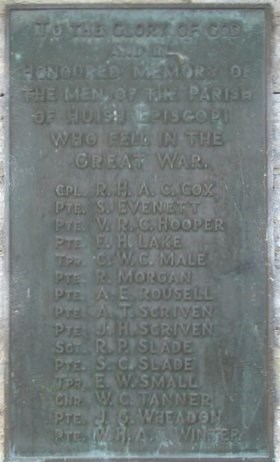 TO THE GLORY OF GOD
AND IN
HONOURED MEMORY OF
THE MEN OF THE PARISH
OF HUISH EPISCOPI
WHO FELL IN THE
GREAT WAR.
CPL. R. H. A. C. COX
PTE. S. EVENETT
PTE. V. R. G. HOOPER
PTE. F. H. LAKE
TPR. C. W. C. MALE
PTE. R. MORGAN
PTE. A. E. ROUSELL
PTE. A. T. SCRIVEN
PTE. J. H. SCRIVEN
SGT. R. P. SLADE
PTE. S. C. SLADE
TPR. E. W. SMALL
GNR. W. C. TANNER
PTE. J. G. WHEADON
PTE. W. H. A. WINTER